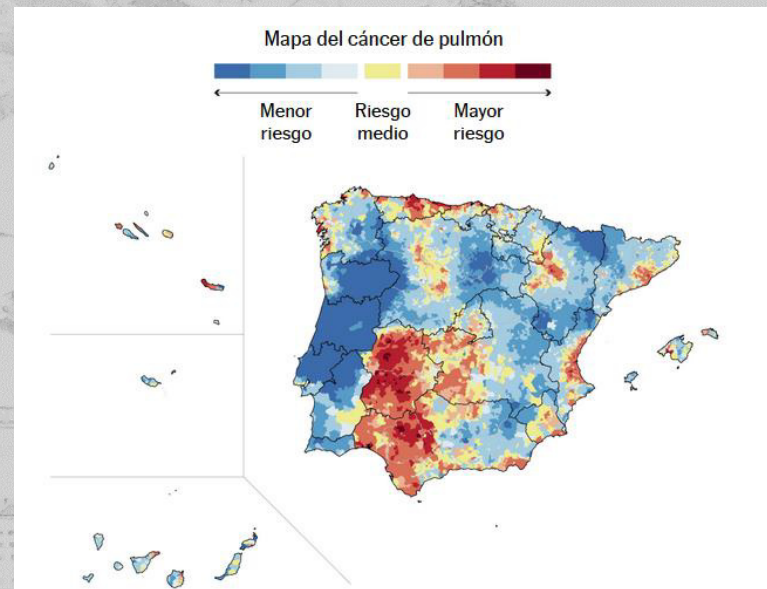 Mapa del cáncer de pulmón
Menor
riesgo
Riesgo
medio
Mayor
riesgo